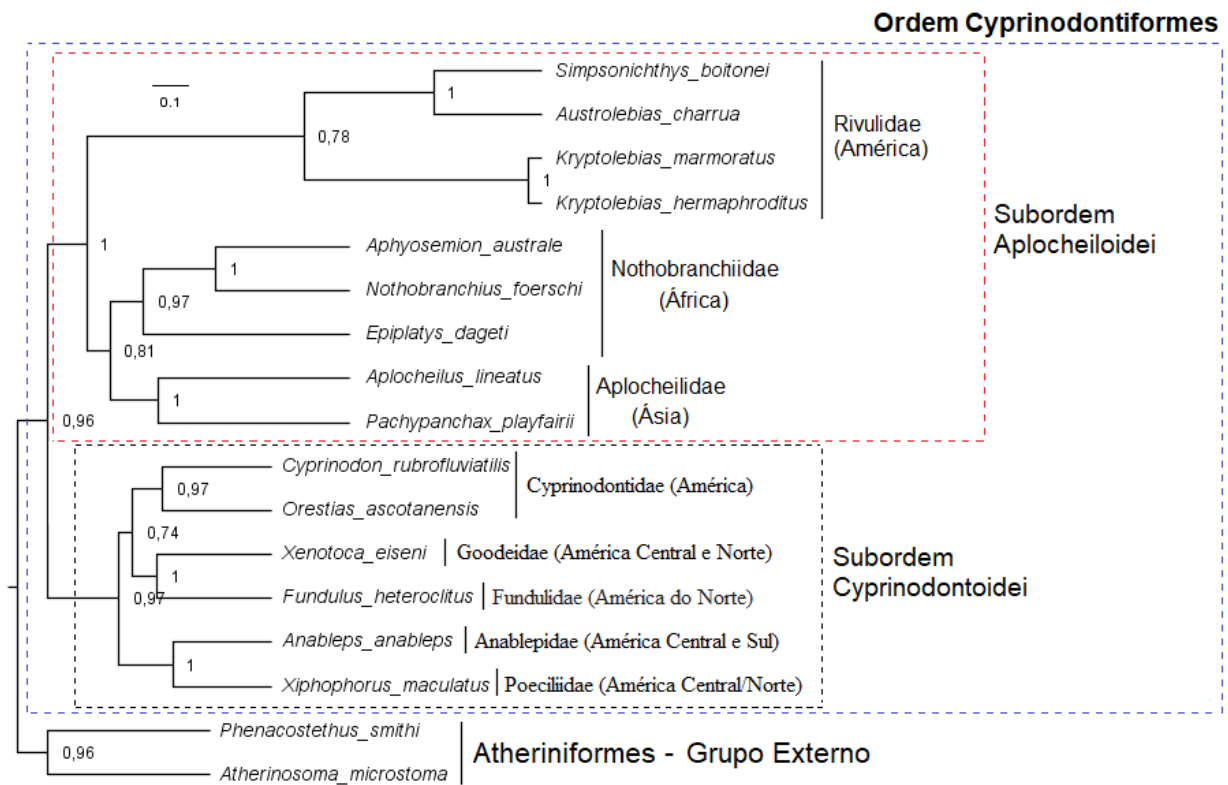 Ordem Cyprinodontiformes
0.1
Simpsonichthys_boitonei
1
Austrolebias_charrua
0,78
Kryptolebias_marmoratus
1
Kryptolebias_hermaphroditus
Rivulidae
(América)
Subordem
Aplocheiloidei
1
Aphyosemion_australe
1
Nothobranchius_foerschi
0,97
Epiplatys_dageti
Nothobranchiidae
(África)
0,81
Aplocheilus_lineatus
1
Pachypanchax_playfairii
Aplocheilidae
(Ásia)
0,96
Cyprinodon_rubrofluviatilis
0,97
Orestias_ascotanensis
Cyprinodontidae (América)
0,74
Xenotoca_eiseni
Goodeidae (América Central e Norte)
1
0,97
Fundulus_heteroclitus
Fundulidae (América do Norte)
Subordem
Cyprinodontoidei
Anableps_anableps
Anablepidae (América Central e Sul)
1
Xiphophorus_maculatus
Poeciliidae (América Central/Norte)
Phenacostethus_smithi
0,96
Atherinosoma_microstoma
Atheriniformes - Grupo Externo